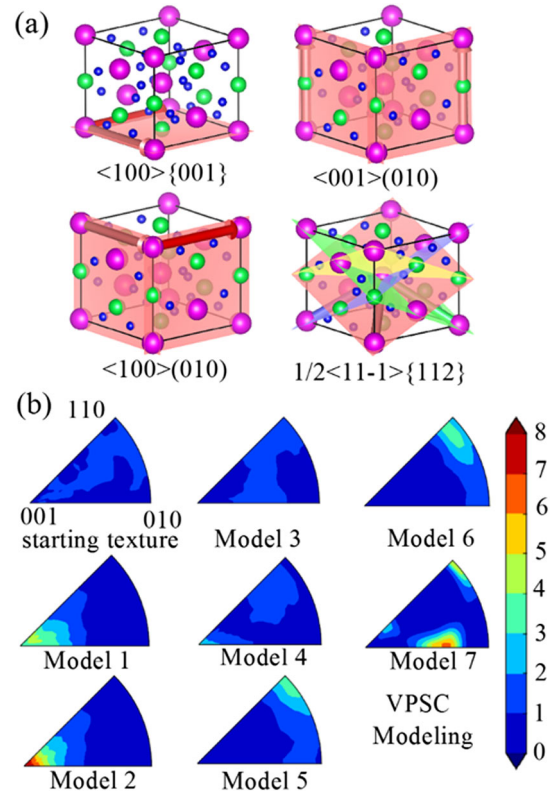 (a)
<100>{001}
<001>(010)
<100>(010)
1/2<11-1>{112}
(b)
110
001
010
starting texture
Model 3
Model 6
Model 1
Model 4
Model 7
Model 2
Model 5
VPSC
Modeling
8
7
6
5
4
3
2
1
0